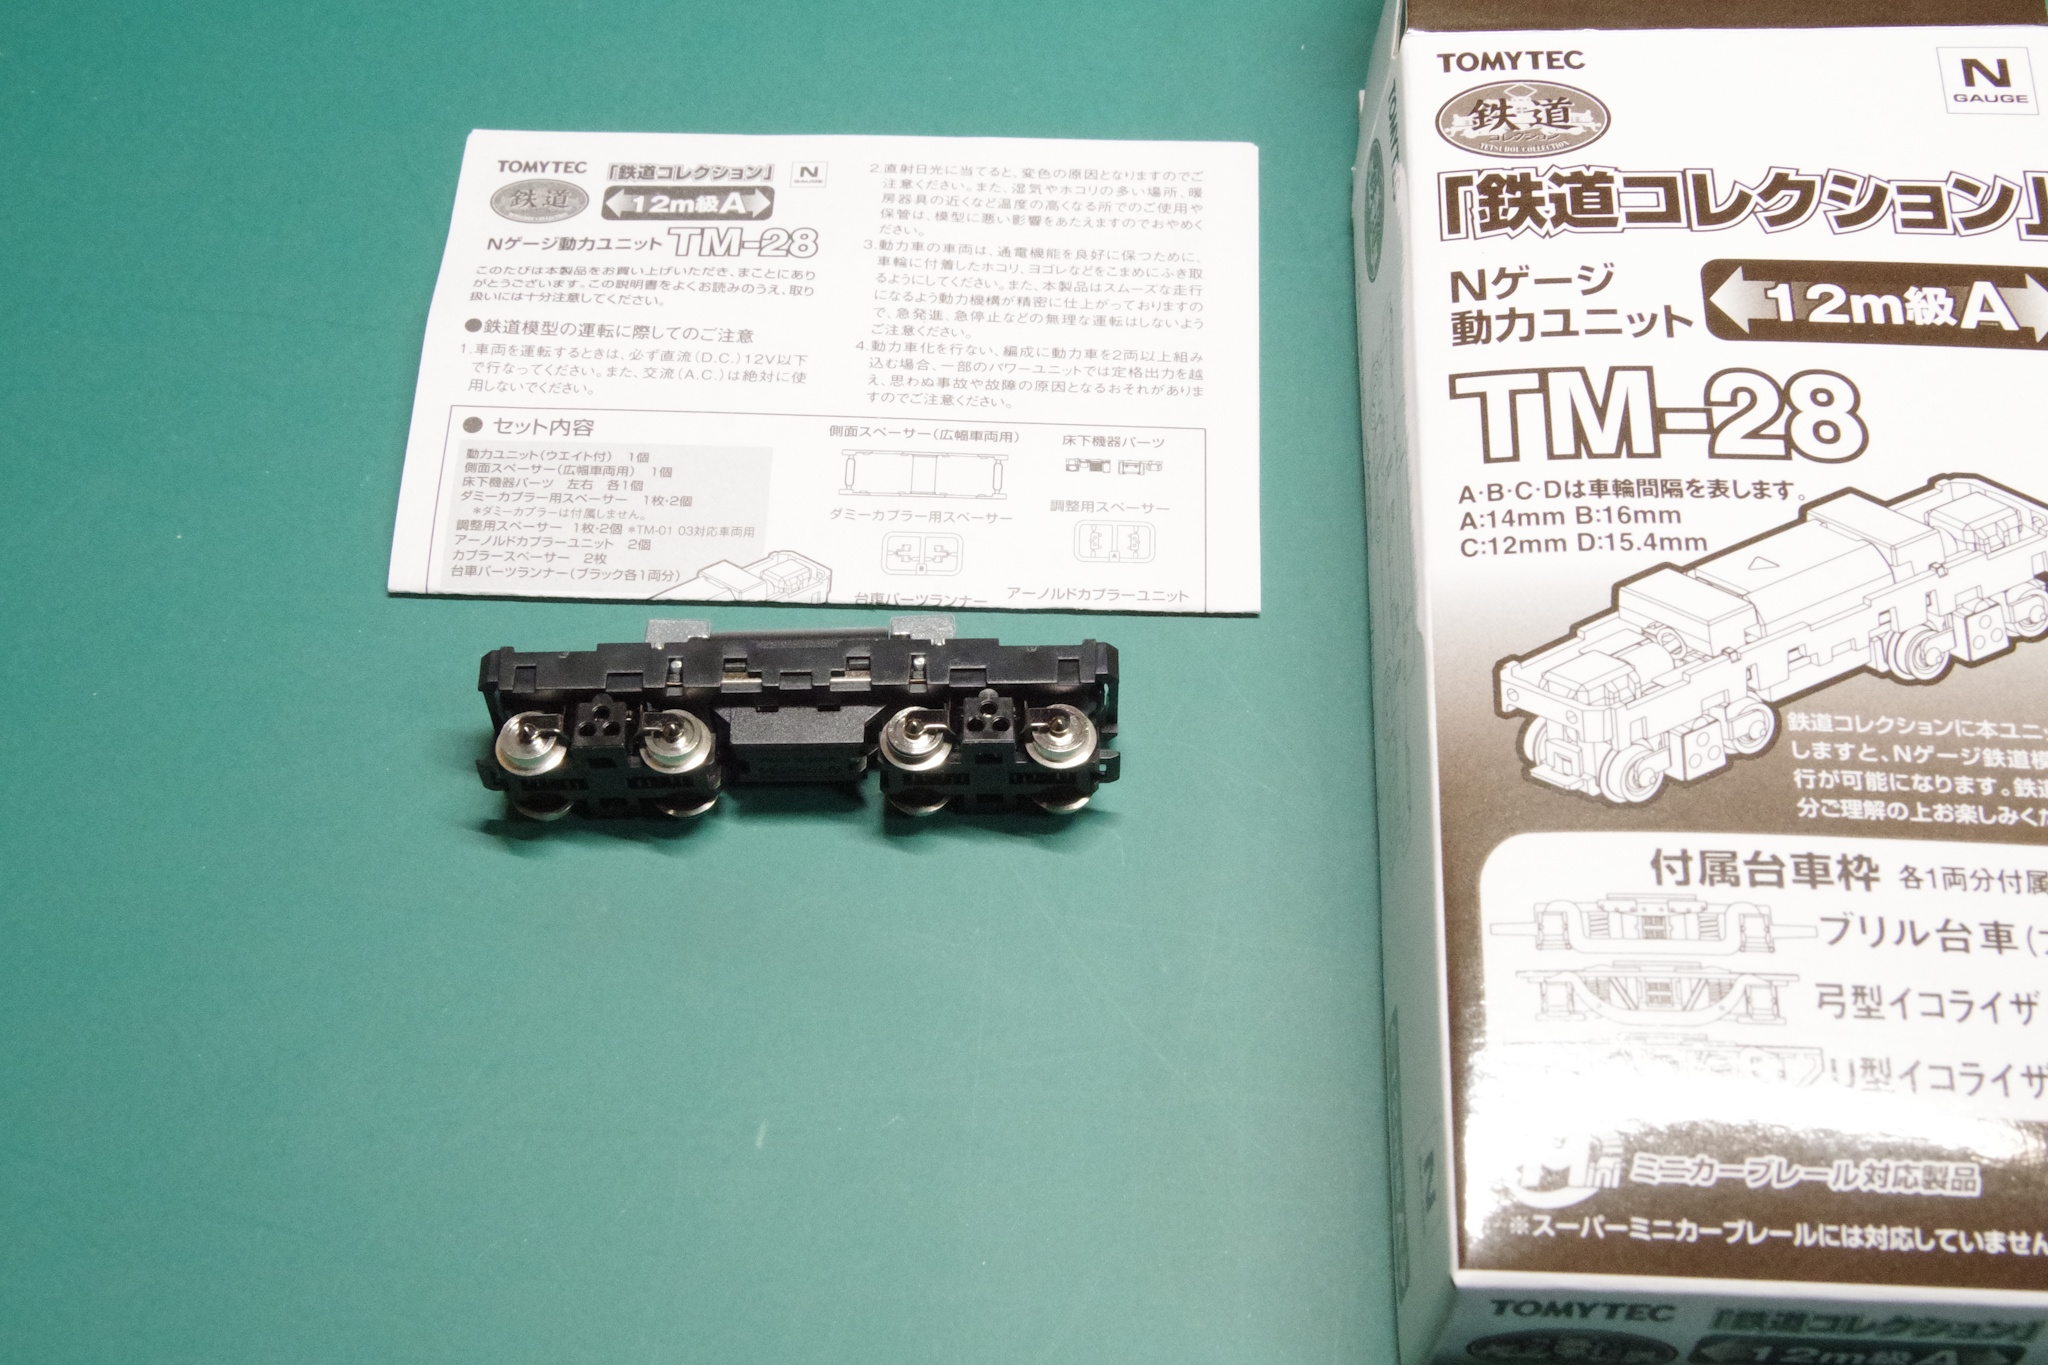 TOMYTEC
「鉄道コレクション」
N
GAUGE
鉄道
12m級A
Nゲージ動力ユニット TM-28
このたびは本製品をお買い上げいただき、まことにあり
がとうございます。この説明書をよくお読みのうえ、取り
扱いには十分注意してください。
●鉄道模型の運転に際してのご注意
1.車両を運転するときは、必ず直流(D.C.)12V以下
で行なってください。また、交流(A.C.)は絶対に使
用しないでください。
2.直射日光に当てると、変色の原因となりますのでご
注意ください。また、湿気やホコリの多い場所、暖
房器具の近くなど温度の高くなる所でのご使用や
保管は、模型に悪い影響をあたえますのでおやめく
ださい。
3.動力車の車両は、通電機能を良好に保つために、
車輪に付着したホコリ、ヨゴレなどをこまめにふき取
るようにしてください。また、本製品はスムーズな走行
になるよう動力機構が精密に仕上がっておりますの
で、急発進、急停止などの無理な運転はしないよう
ご注意ください。
4.動力車化を行ない、編成に動力車を2両以上組み
込む場合、一部のパワーユニットでは定格出力を越
え、思わぬ事故や故障の原因となるおそれがありま
すのでご注意ください。
● セット内容
動力ユニット(ウエイト付) 1個
側面スペーサー(広幅車両用) 1個
床下機器パーツ 左右 各1個
ダミーカプラー用スペーサー 1枚・2個
*ダミーカプラーは付属しません。
調整用スペーサー 1枚・2個 *TM-01 03対応車両用
アーノルドカプラーユニット 2個
カプラースペーサー 2枚
台車パーツランナー(ブラック各1両分)
側面スペーサー(広幅車両用)
床下機器パーツ
ダミーカプラー用スペーサー
B
調整用スペーサー
A
台車パーツランナー
アーノルドカプラーユニット
TOMYTEC
N
GAUGE
鉄道
コレクション
TETSUDOU COLLECTION
「鉄道コレクション」
Nゲージ
動力ユニット
12m級A
TM-28
A・B・C・Dは車輪間隔を表します。
A:14mm B:16mm
C:12mm D:15.4mm
鉄道コレクションに本ユニ
しますと、Nゲージ鉄道模
行が可能になります。鉄道
分ご理解の上お楽しみくだ
付属台車枠 各1両分付属
ブリル台車(ブ
弓型イコライザ
U型イコライザ
Mini ミニカーブレール対応製品
※スーパーミニカーブレールには対応していません
TOMYTEC
「鉄道コレクション」
12m級A